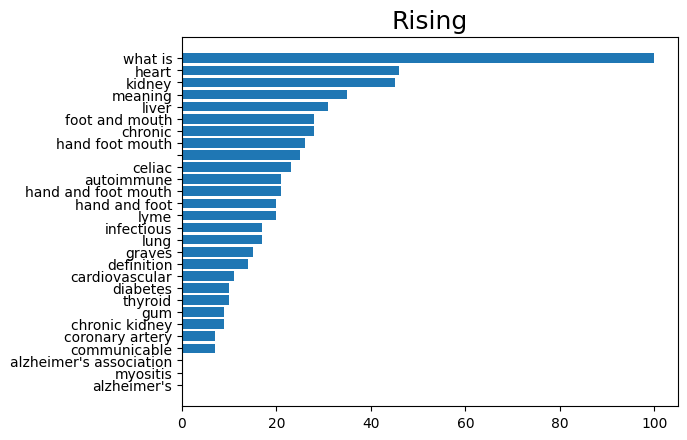 Rising
what is
heart
kidney
meaning
liver
foot and mouth
chronic
hand foot mouth
celiac
autoimmune
hand and foot mouth
hand and foot
lyme
infectious
lung
graves
definition
cardiovascular
diabetes
thyroid
gum
chronic kidney
coronary artery
communicable
alzheimer's association
myositis
alzheimer's
0 20 40 60 80 100